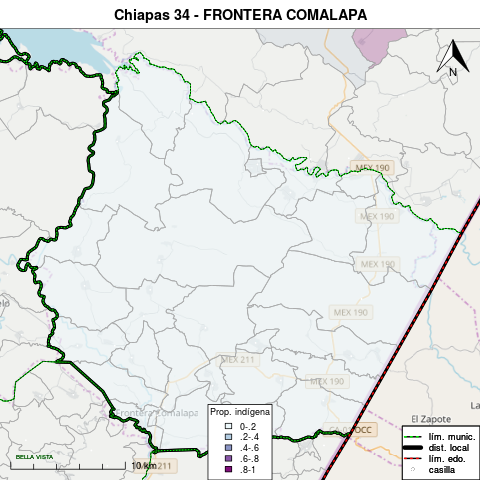 Chiapas 34 - FRONTERA COMALAPA
N
MEX 190
MEX 190
MEX 190
MEX 190
MEX 211
MEX 190
Frontera Comalapa
El Zapote
La
BELLA VISTA
10 km
211
OCC
Prop. indígena
0-.2
.2-.4
.4-.6
.6-.8
.8-1
lím. munic.
dist. local
lím. edo.
casilla